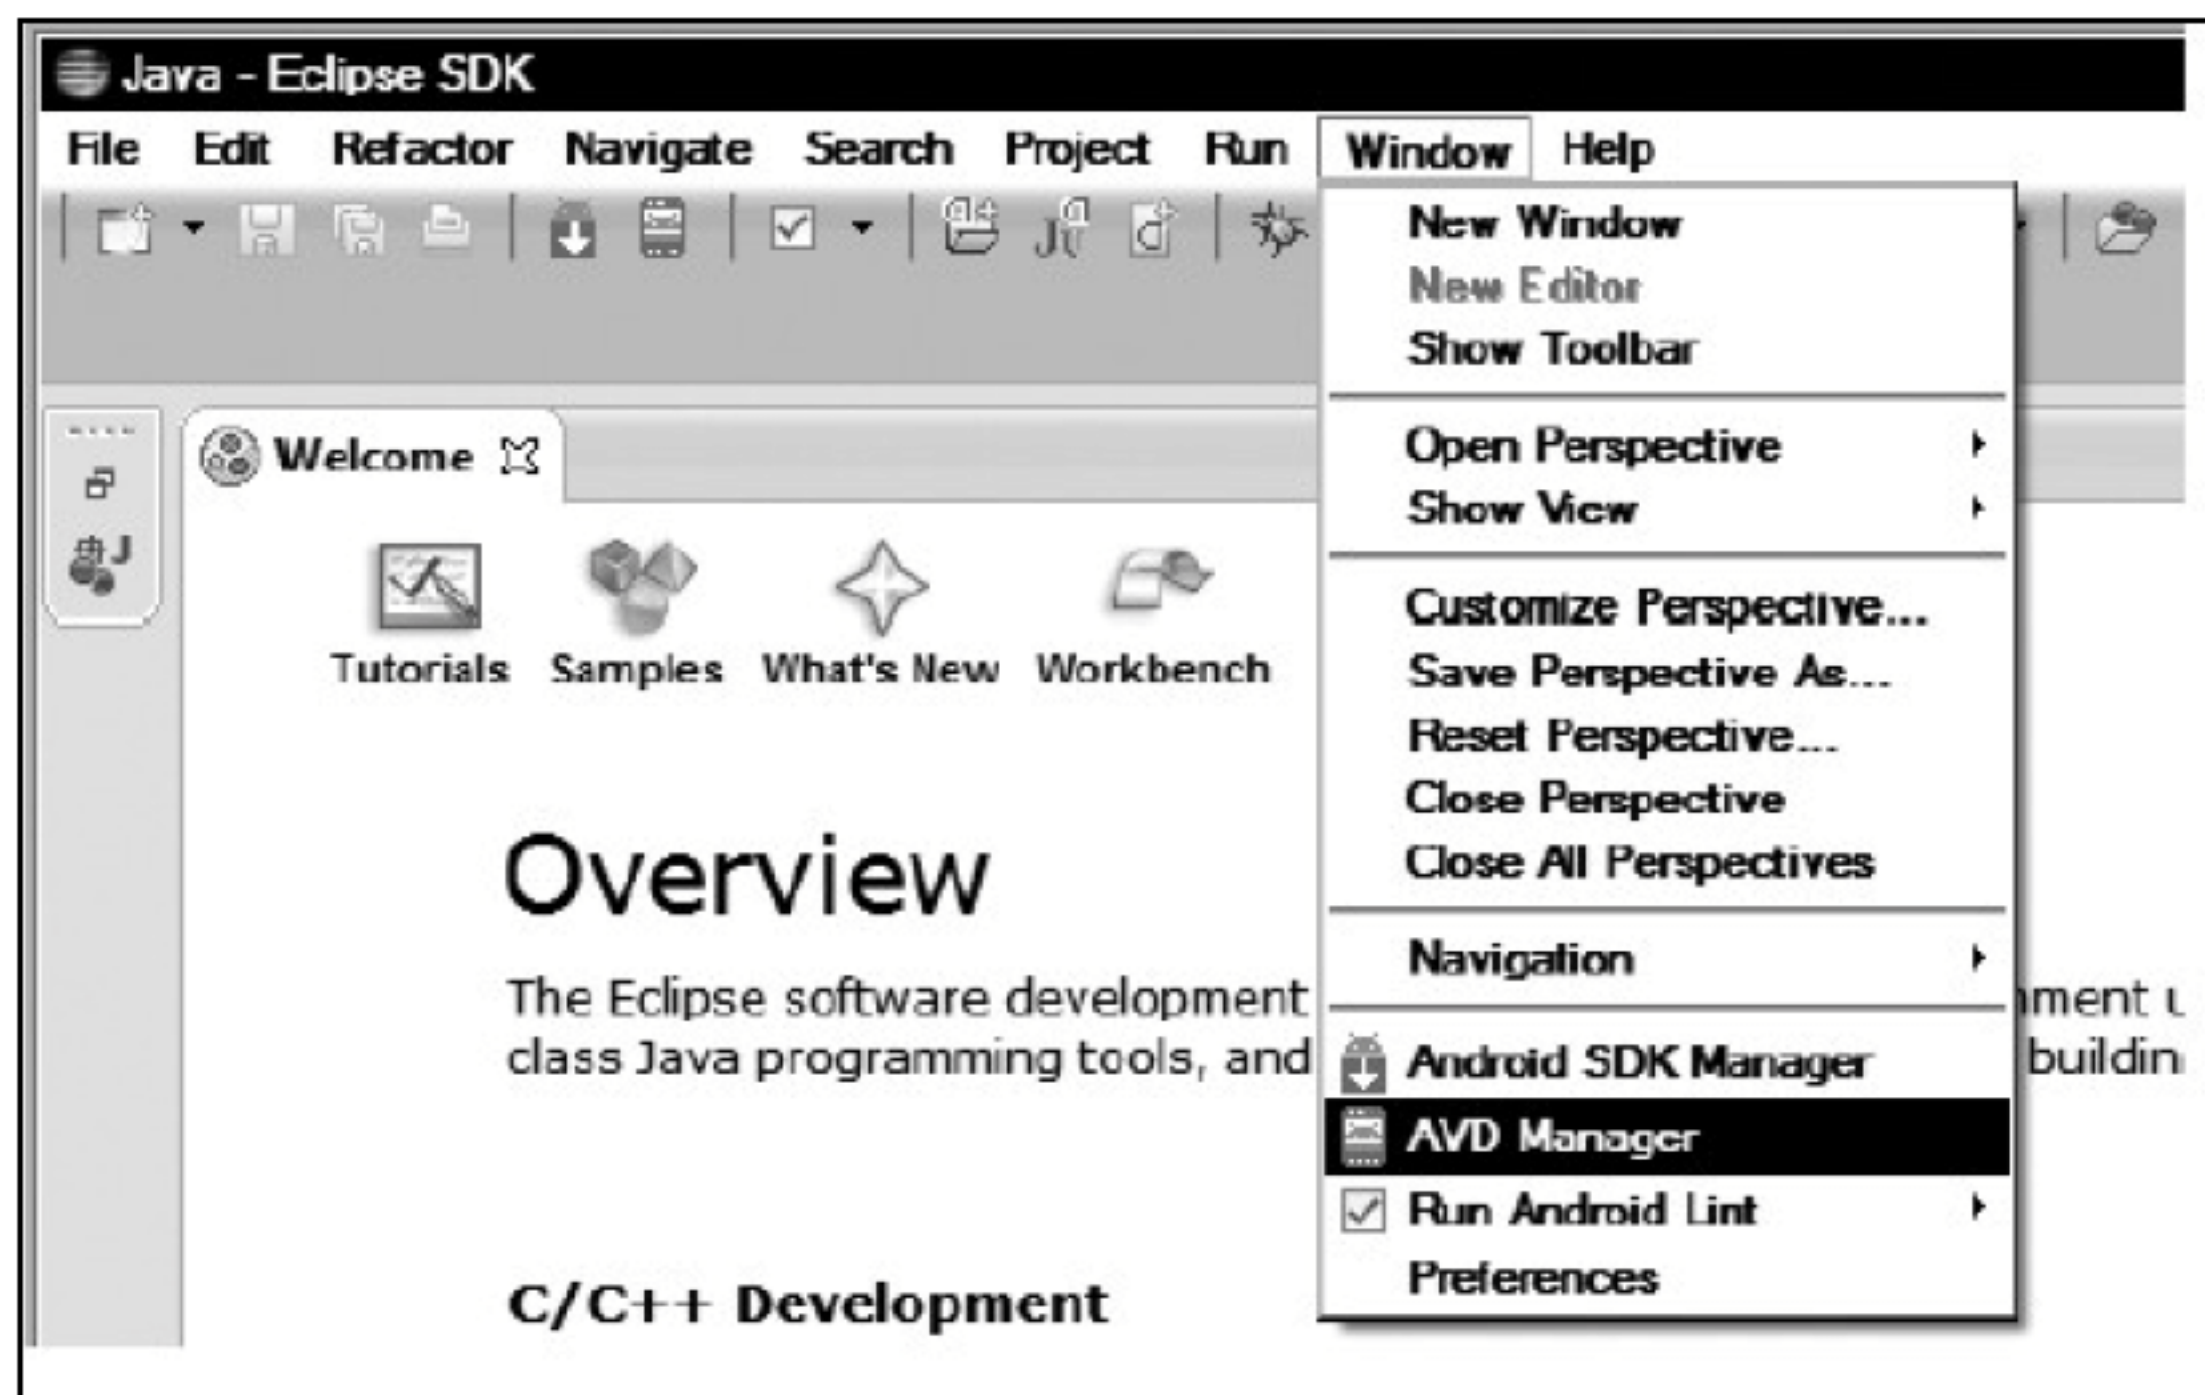 Java - Eclipse SDK
File Edit Refactor Navigate Search Project Run Window Help
New Window
New Editor
Show Toolbar
Open Perspective
Show View
Customize Perspective...
Save Perspective As...
Reset Perspective...
Close Perspective
Close All Perspectives
Navigation
Android SDK Manager
AVD Manager
Run Android Lint
Preferences
Welcome
Tutorials Samples What's New Workbench
Overview
The Eclipse software development
class Java programming tools, and
C/C++ Development